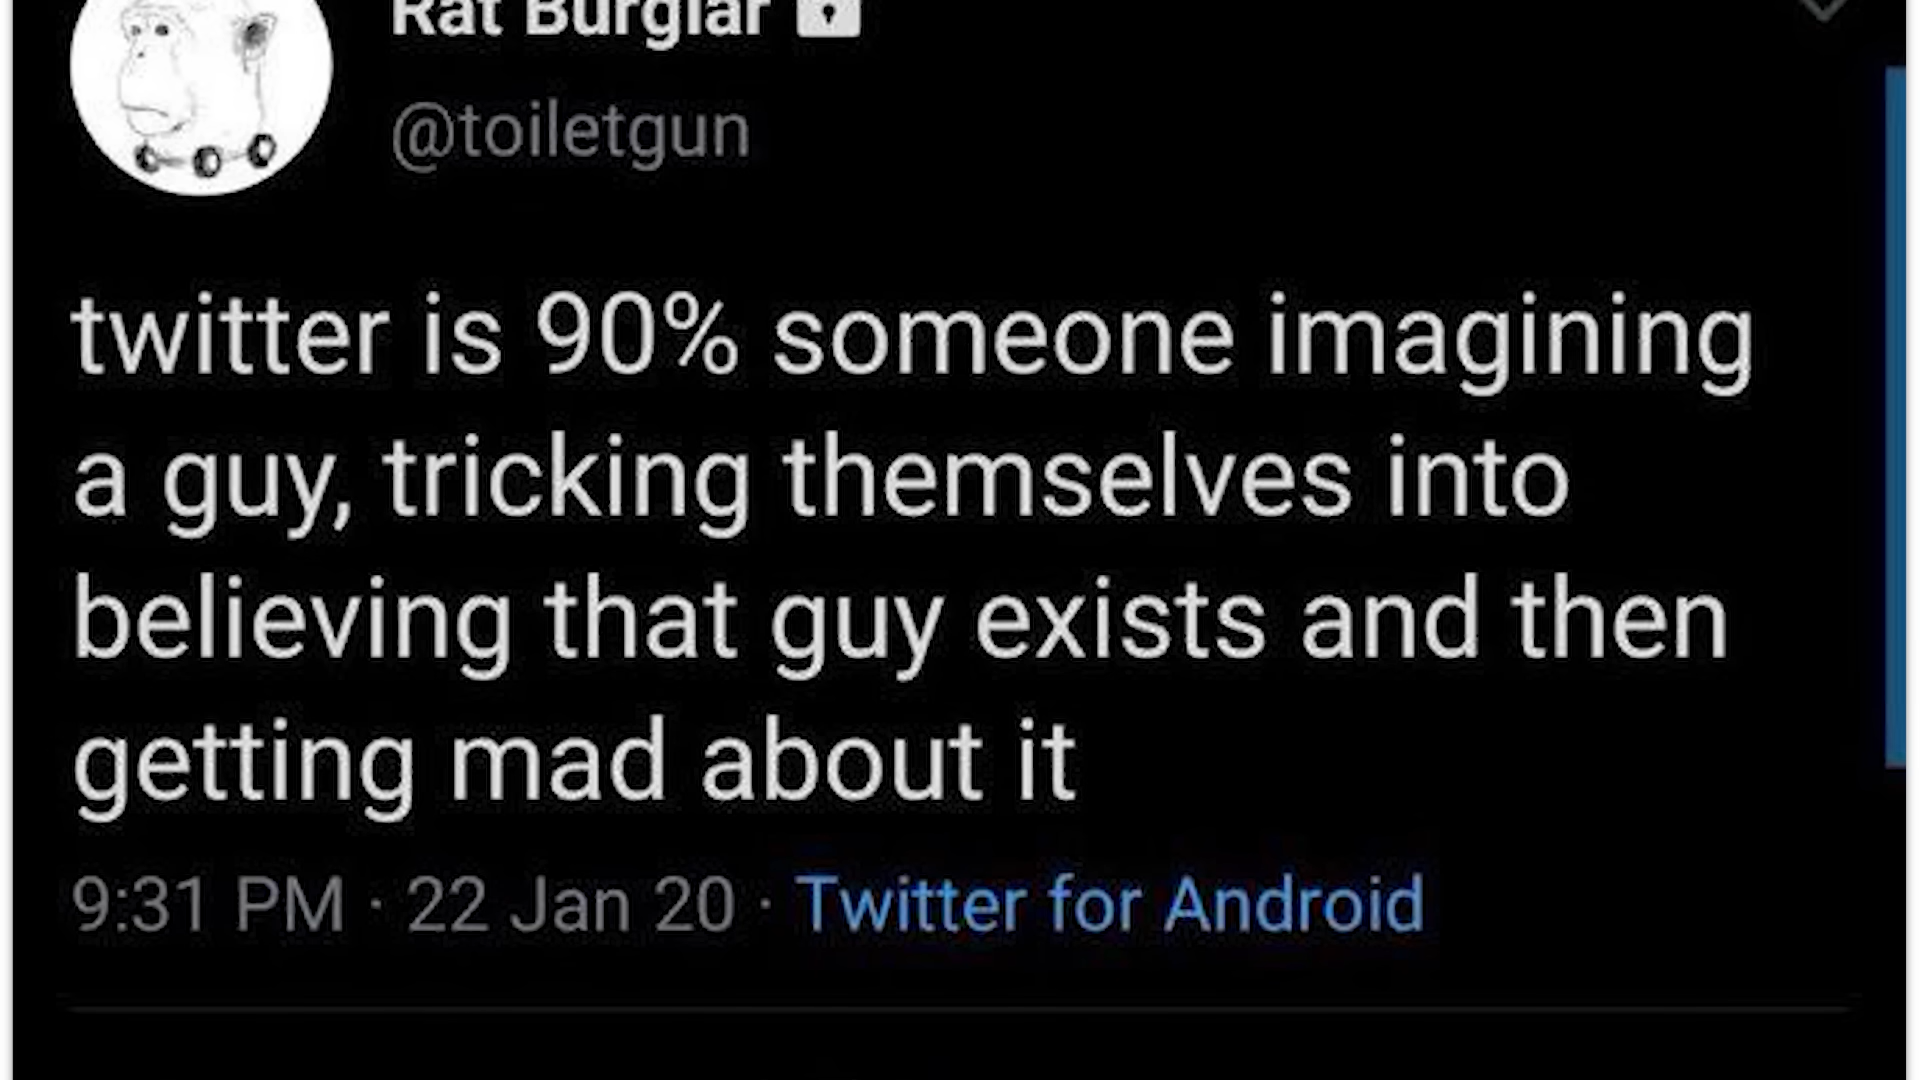 Rat Burglar
@toiletgun
twitter is 90% someone imagining
a guy, tricking themselves into
believing that guy exists and then
getting mad about it
9:31 PM · 22 Jan 20 · Twitter for Android